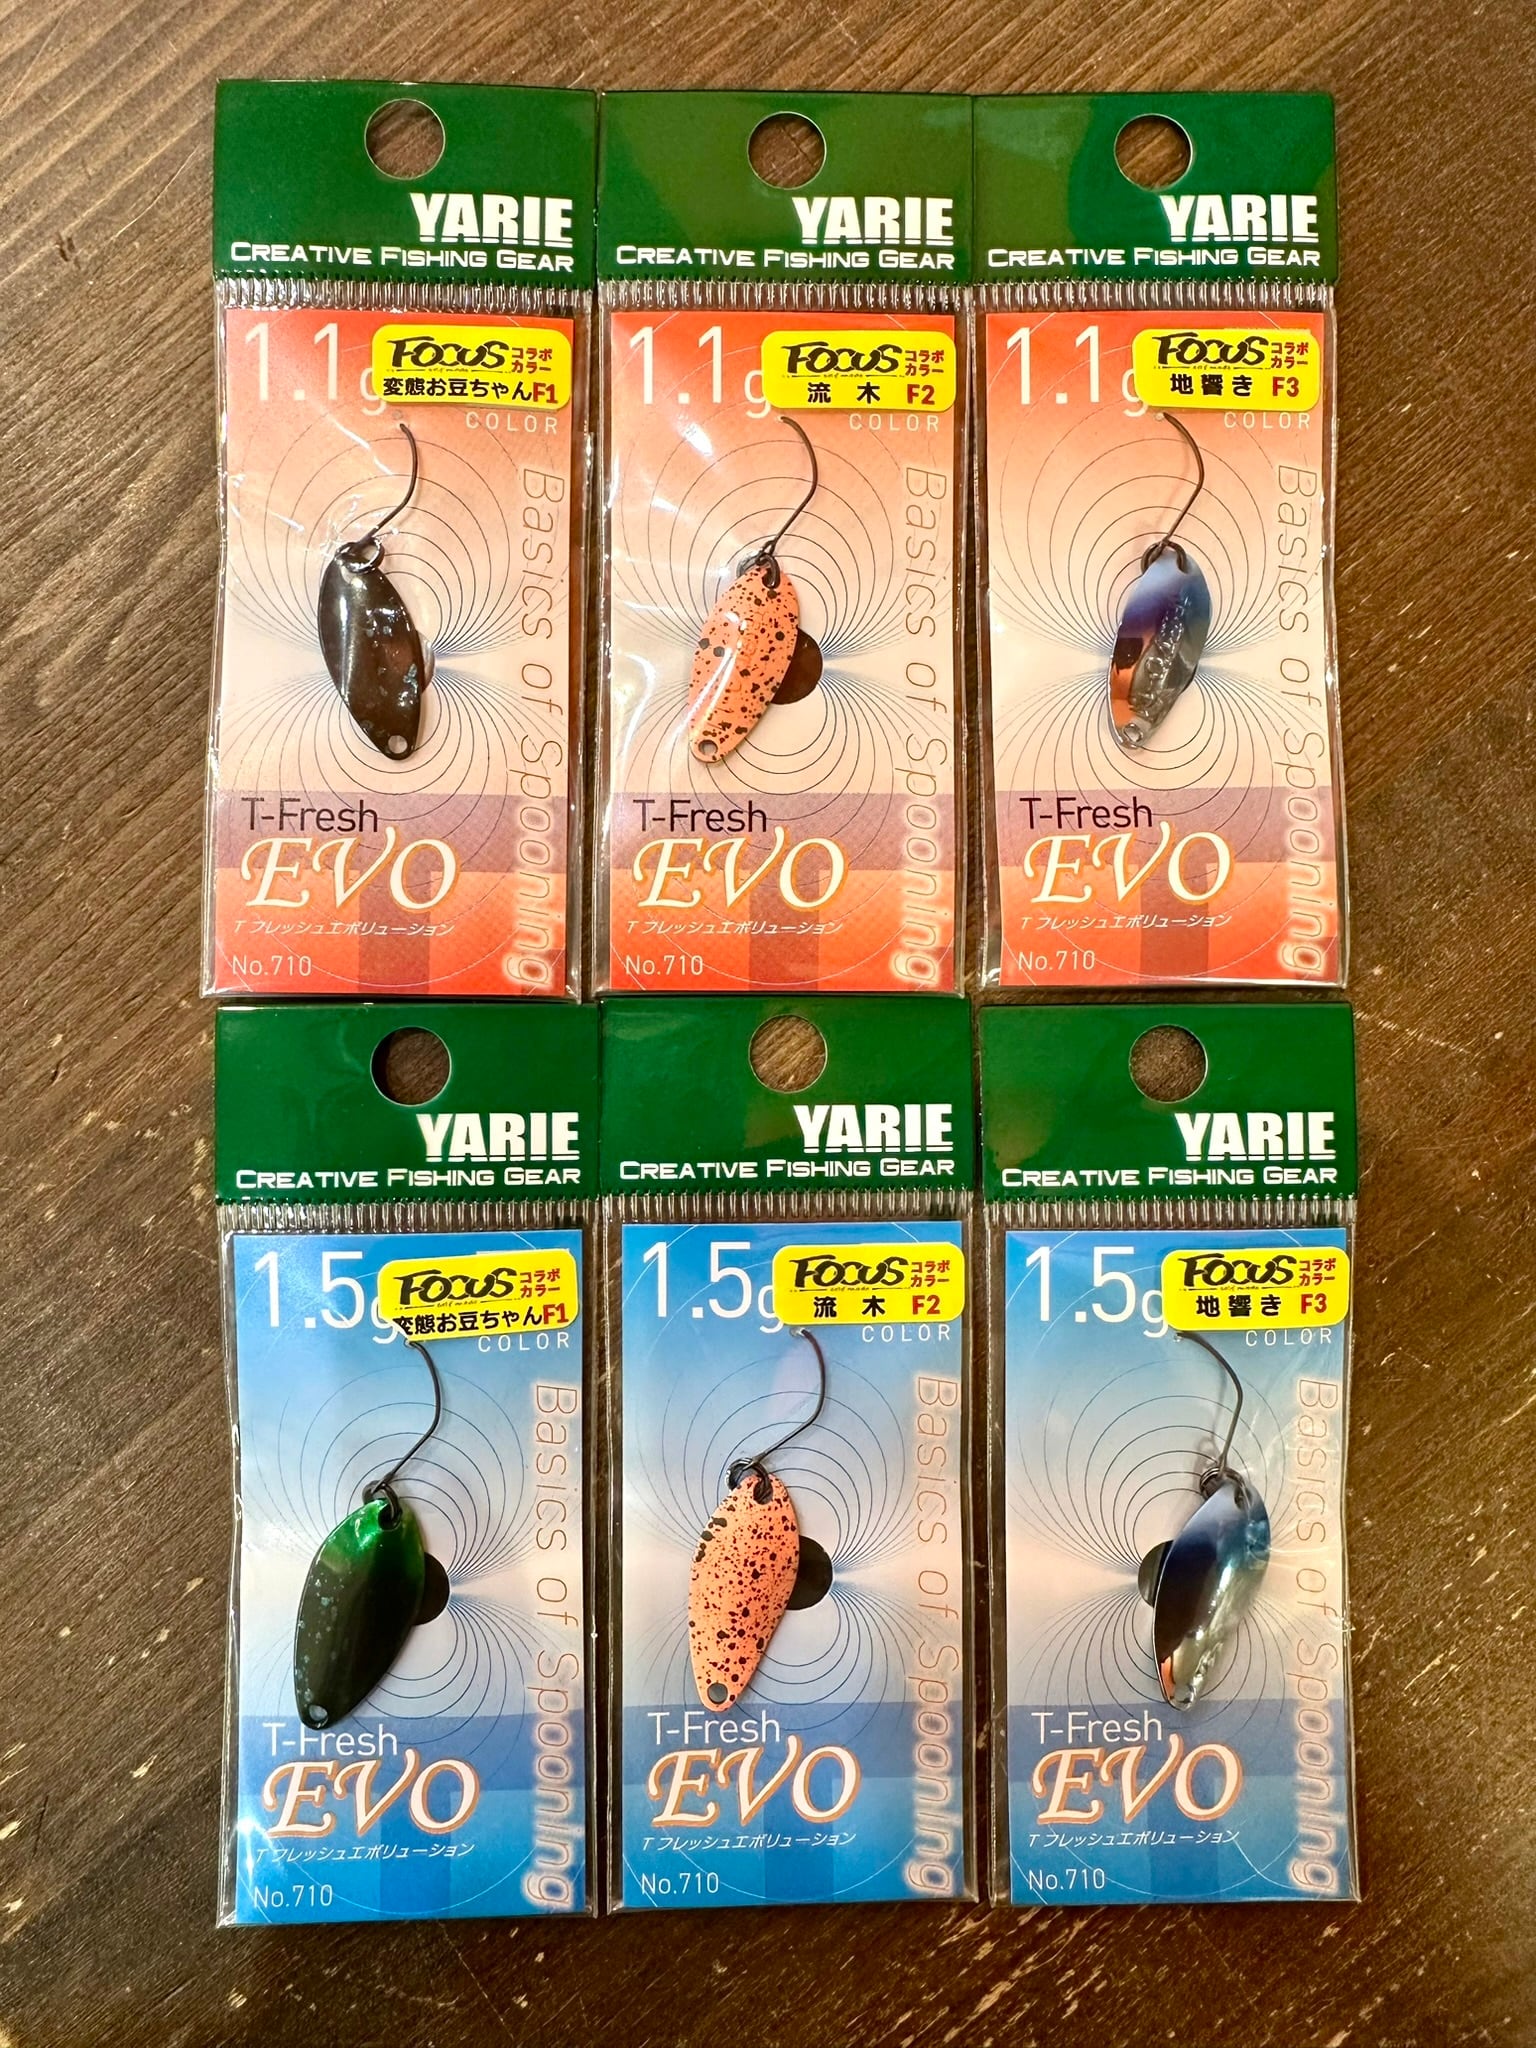 YARIE
CREATIVE FISHING GEAR
1.1g
FOCUS コラボカラー
変態お豆ちゃんF1
COLOR
Basics of Spooning
T-Fresh
EVO
T フレッシュエボリューション
No.710
YARIE
CREATIVE FISHING GEAR
1.1g
FOCUS コラボカラー
流木 F2
COLOR
Basics of Spooning
T-Fresh
EVO
T フレッシュエボリューション
No.710
YARIE
CREATIVE FISHING GEAR
1.1g
FOCUS コラボカラー
地響き F3
COLOR
Basics of Spooning
T-Fresh
EVO
T フレッシュエボリューション
No.710
YARIE
CREATIVE FISHING GEAR
1.5g
FOCUS コラボカラー
変態お豆ちゃんF1
COLOR
Basics of Spooning
T-Fresh
EVO
T フレッシュエボリューション
No.710
YARIE
CREATIVE FISHING GEAR
1.5g
FOCUS コラボカラー
流木 F2
COLOR
Basics of Spooning
T-Fresh
EVO
T フレッシュエボリューション
No.710
YARIE
CREATIVE FISHING GEAR
1.5g
FOCUS コラボカラー
地響き F3
COLOR
Basics of Spooning
T-Fresh
EVO
T フレッシュエボリューション
No.710